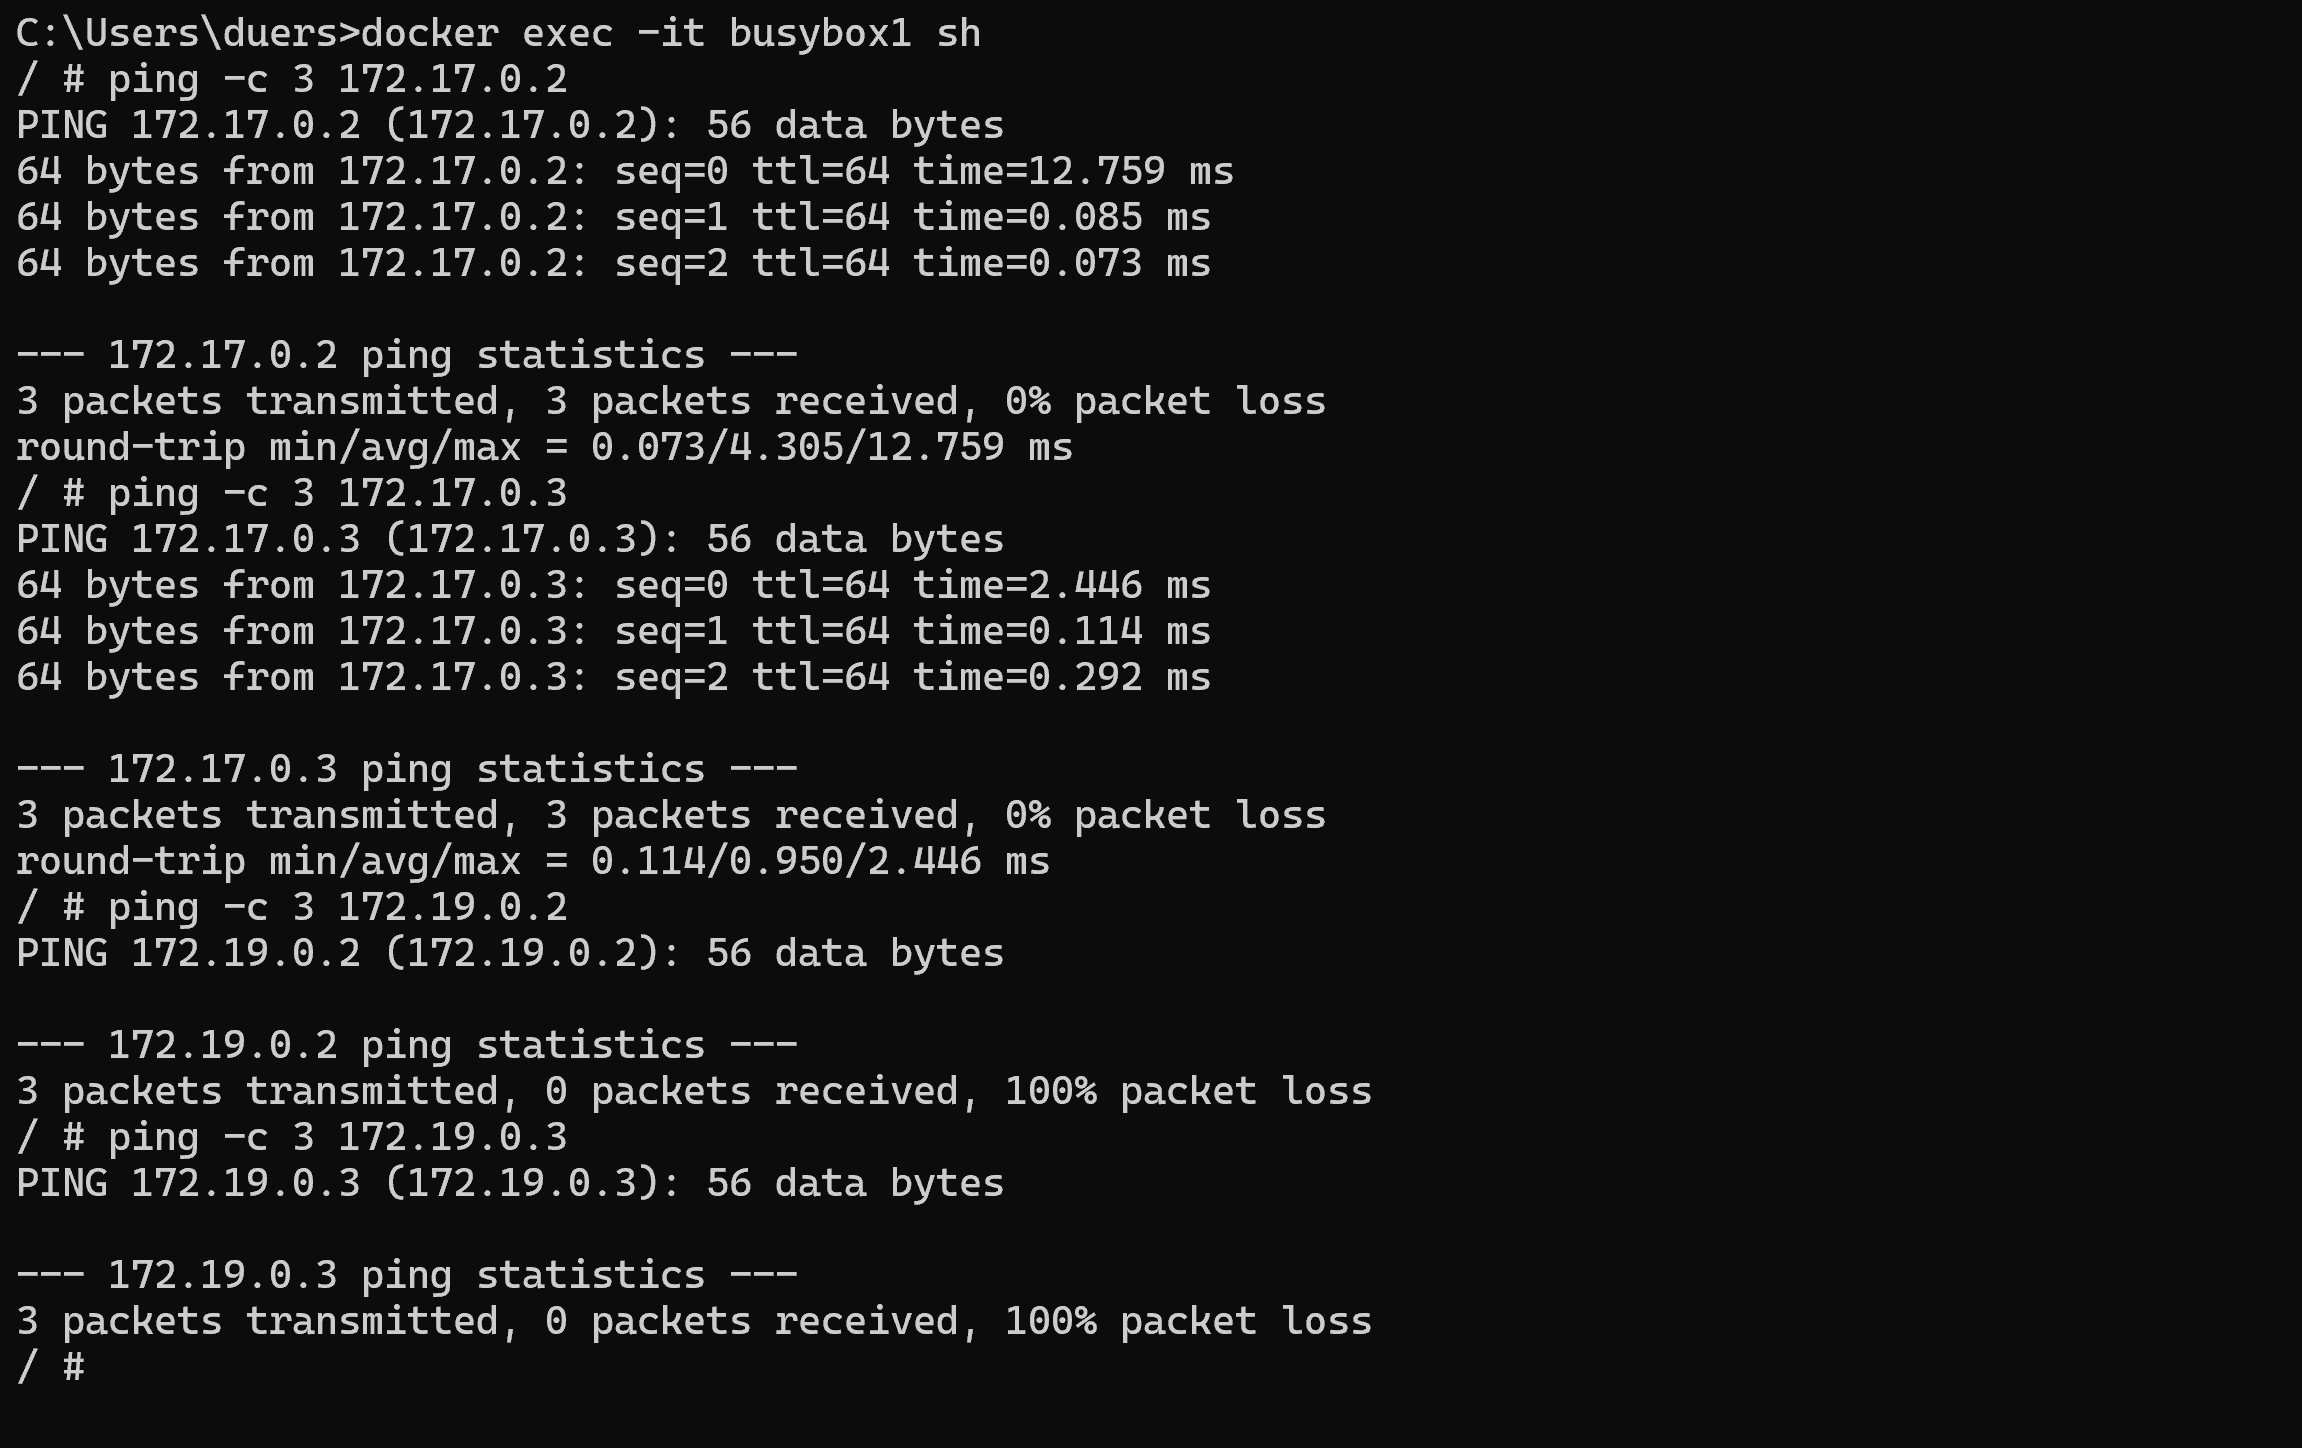 C:\Users\duers>docker exec -it busybox1 sh
/ # ping -c 3 172.17.0.2
PING 172.17.0.2 (172.17.0.2): 56 data bytes
64 bytes from 172.17.0.2: seq=0 ttl=64 time=12.759 ms
64 bytes from 172.17.0.2: seq=1 ttl=64 time=0.085 ms
64 bytes from 172.17.0.2: seq=2 ttl=64 time=0.073 ms

--- 172.17.0.2 ping statistics ---
3 packets transmitted, 3 packets received, 0% packet loss
round-trip min/avg/max = 0.073/4.305/12.759 ms
/ # ping -c 3 172.17.0.3
PING 172.17.0.3 (172.17.0.3): 56 data bytes
64 bytes from 172.17.0.3: seq=0 ttl=64 time=2.446 ms
64 bytes from 172.17.0.3: seq=1 ttl=64 time=0.114 ms
64 bytes from 172.17.0.3: seq=2 ttl=64 time=0.292 ms

--- 172.17.0.3 ping statistics ---
3 packets transmitted, 3 packets received, 0% packet loss
round-trip min/avg/max = 0.114/0.950/2.446 ms
/ # ping -c 3 172.19.0.2
PING 172.19.0.2 (172.19.0.2): 56 data bytes

--- 172.19.0.2 ping statistics ---
3 packets transmitted, 0 packets received, 100% packet loss
/ # ping -c 3 172.19.0.3
PING 172.19.0.3 (172.19.0.3): 56 data bytes

--- 172.19.0.3 ping statistics ---
3 packets transmitted, 0 packets received, 100% packet loss
/ #